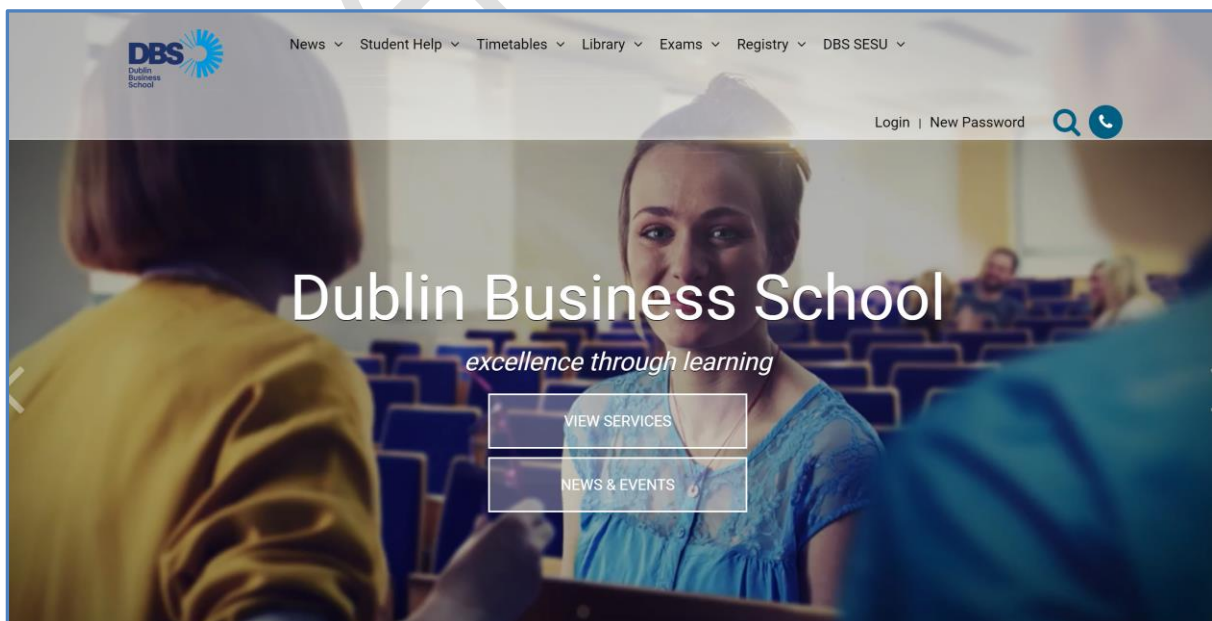 DBS
Dublin
Business
School
News Student Help Timetables Library Exams Registry DBS SESU
Login | New Password
Dublin Business School
excellence through learning
VIEW SERVICES
NEWS & EVENTS